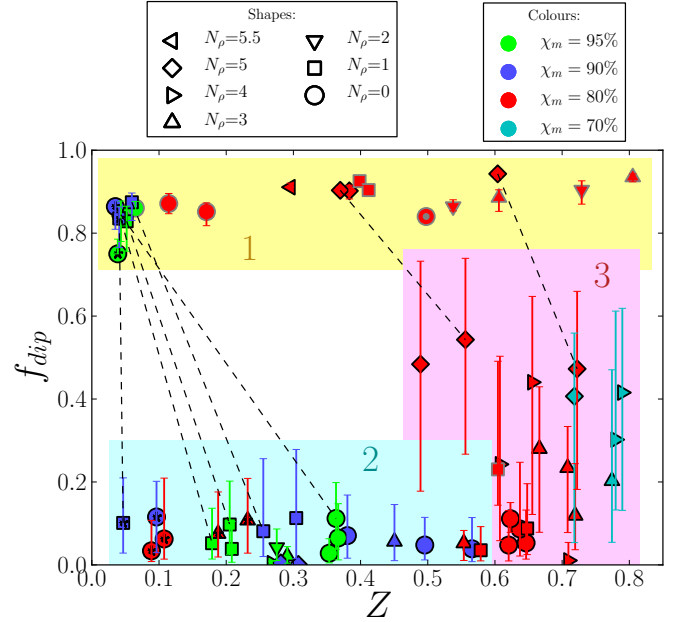 Shapes:
N_ρ=5.5
N_ρ=5
N_ρ=4
N_ρ=3
N_ρ=2
N_ρ=1
N_ρ=0
Colours:
χ_m = 95%
χ_m = 90%
χ_m = 80%
χ_m = 70%
1.0
0.8
0.6
0.4
0.2
0.0
f_dip
1
2
3
0.0 0.1 0.2 0.3 0.4 0.5 0.6 0.7 0.8
Z